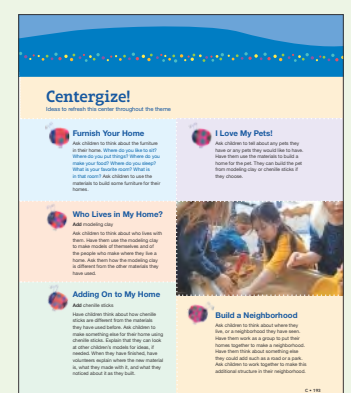 Centergize!
Ideas to refresh this center throughout the theme
Furnish Your Home
Ask children to think about the furniture
in their home. Where do you like to sit?
Where do you put things? Where do you
make your food? Where do you sleep?
What is your favorite room? What is
in that room? Ask children to use the
materials to build some furniture for their
homes.
I Love My Pets!
Ask children to tell about any pets they
have or any pets they would like to have.
Have them use the materials to build a
home for the pet. They can build the pet
from modeling clay or chenille sticks if
they choose.
Who Lives in My Home?
Add modeling clay
Ask children to think about who lives with
them. Have them use the modeling clay
to make models of themselves and of
the people who make where they live a
home. Ask them how the modeling clay
is different from the other materials they
have used.
Adding On to My Home
Add chenille sticks
Have children think about how chenille
sticks are different from the materials
they have used before. Ask children to
make something else for their home using
chenille sticks. Explain that they can look
at other children's models for ideas, if
needed. When they have finished, have
volunteers explain where the new material
is, what they made with it, and what they
noticed about it as they built.
Build a Neighborhood
Ask children to think about where they
live, or a neighborhood they have seen.
Have them work as a group to put their
homes together to make a neighborhood.
Have them think about something else
they could add such as a road or a park.
Ask children to work together to make this
additional structure in their neighborhood.
C • 193